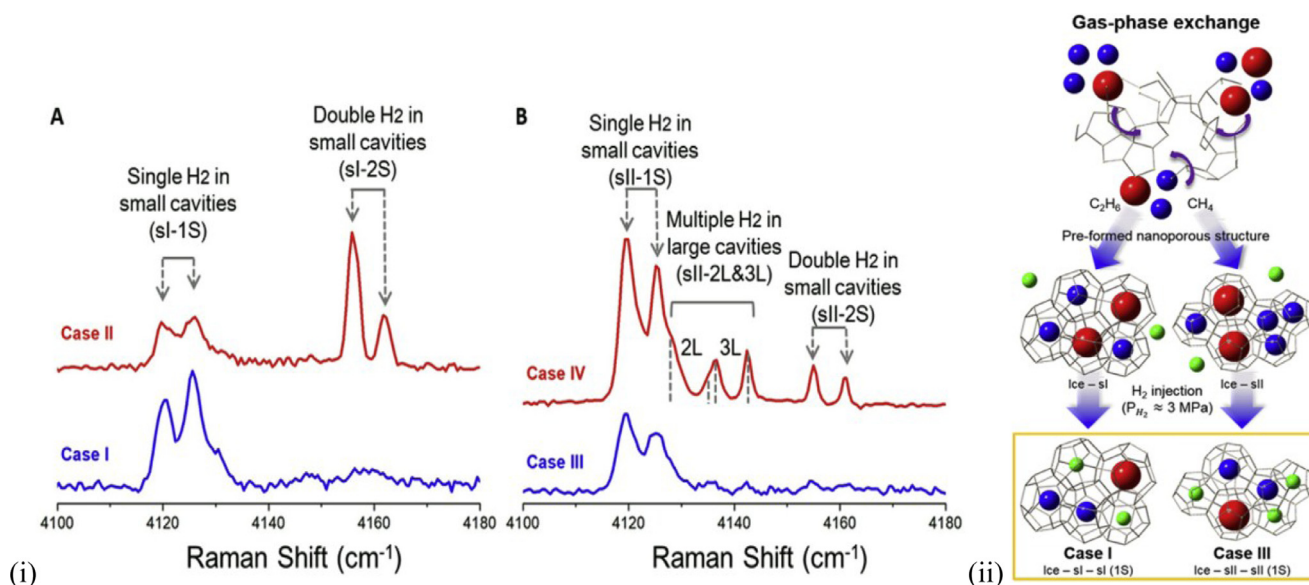 A
Double H2 in
small cavities
(sI-2S)
Single H2 in
small cavities
(sI-1S)
Case II
Case I
4100 4120 4140 4160 4180
Raman Shift (cm-1)
B
Single H2 in
small cavities
(sII-1S)
Multiple H2 in
large cavities
(sII-2L&3L)
Double H2 in
small cavities
(sII-2S)
2L 3L
Case IV
Case III
4100 4120 4140 4160 4180
Raman Shift (cm-1)
(i)
Gas-phase exchange
C2H6 CH4
Pre-formed nanoporous structure
Ice – sI Ice – sII
H2 injection
(PH2 ≈ 3 MPa)
Case I Case III
Ice – sI – sI (1S) Ice – sII – sII (1S)
(ii)